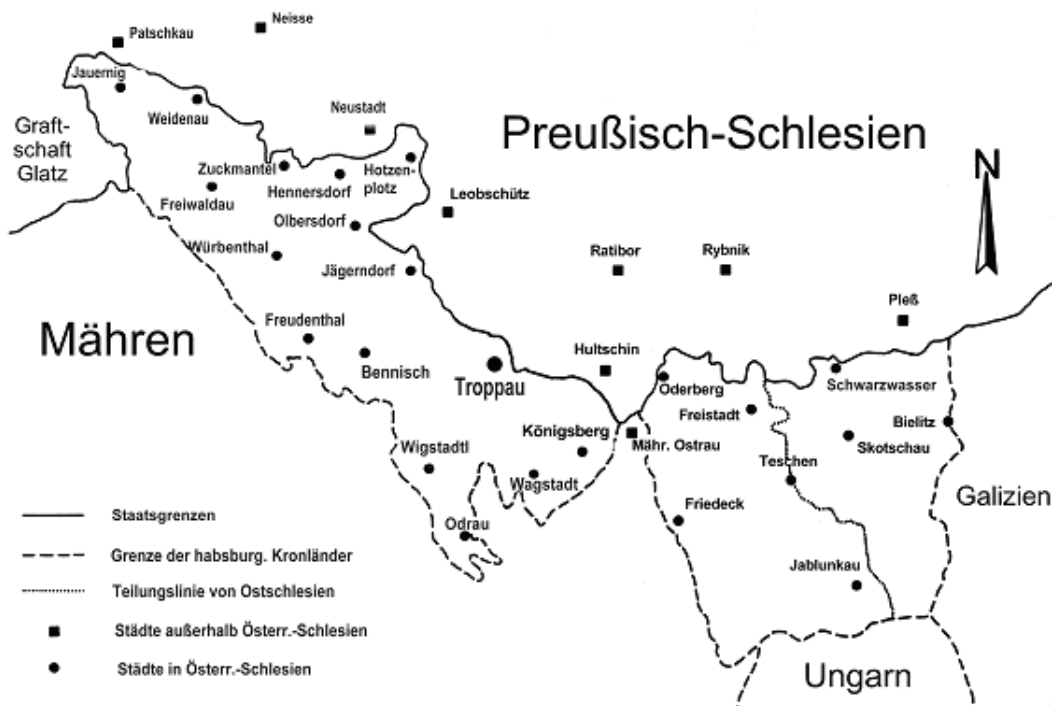 Neisse
Patschkau
Jauernig
Weidenau
Neustadt
Preußisch-Schlesien
Graft-
schaft
Glatz
Zuckmantel
Hennersdorf
Hotzen-
plotz
N
Freiwaldau
Leobschütz
Olbersdorf
Würbenthal
Jägerndorf
Ratibor
Rybnik
Pleß
Mähren
Freudenthal
Bennisch
Troppau
Hultschin
Oderberg
Schwarzwasser
Freistadt
Bielitz
Königsberg
Mähr. Ostrau
Skotschau
Wigstadtl
Wagstadt
Teschen
Galizien
Friedeck
Odrau
Jablunkau
Ungarn
Staatsgrenzen
Grenze der habsburg. Kronländer
Teilungslinie von Ostschlesien
Städte außerhalb Österr.-Schlesien
Städte in Österr.-Schlesien